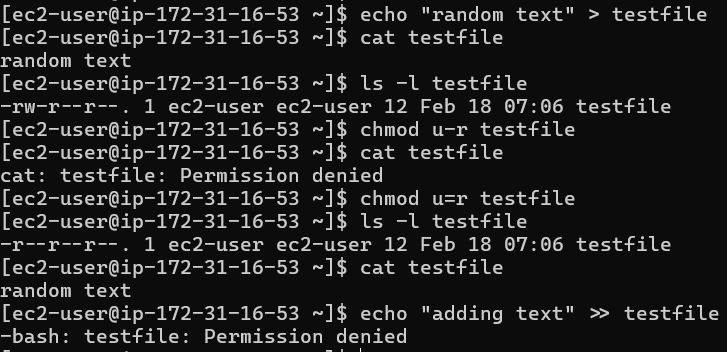 [ec2-user@ip-172-31-16-53 ~]$ echo "random text" > testfile
[ec2-user@ip-172-31-16-53 ~]$ cat testfile
random text
[ec2-user@ip-172-31-16-53 ~]$ ls -l testfile
-rw-r--r--. 1 ec2-user ec2-user 12 Feb 18 07:06 testfile
[ec2-user@ip-172-31-16-53 ~]$ chmod u-r testfile
[ec2-user@ip-172-31-16-53 ~]$ cat testfile
cat: testfile: Permission denied
[ec2-user@ip-172-31-16-53 ~]$ chmod u=r testfile
[ec2-user@ip-172-31-16-53 ~]$ ls -l testfile
-r--r--r--. 1 ec2-user ec2-user 12 Feb 18 07:06 testfile
[ec2-user@ip-172-31-16-53 ~]$ cat testfile
random text
[ec2-user@ip-172-31-16-53 ~]$ echo "adding text" >> testfile
-bash: testfile: Permission denied